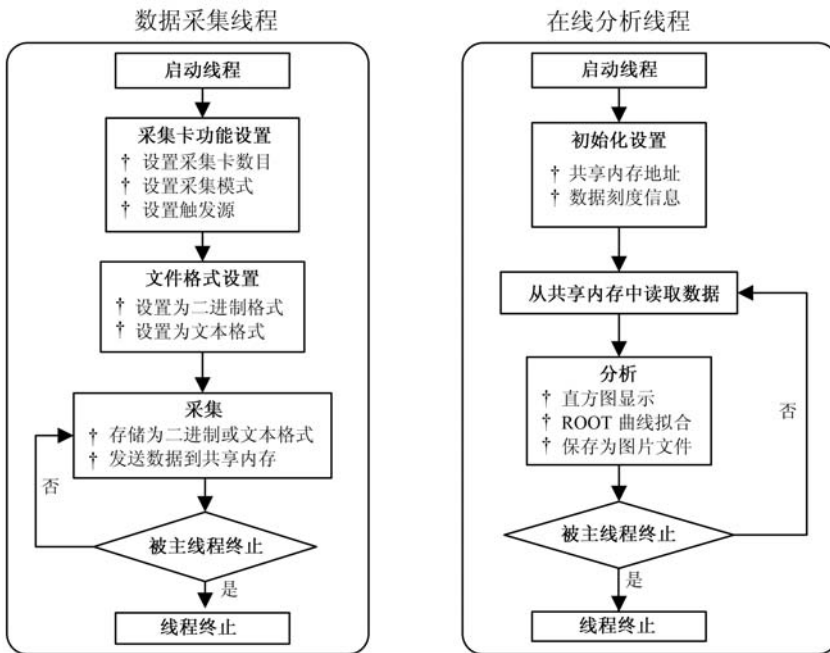 数据采集线程
启动线程
采集卡功能设置
† 设置采集卡数目
† 设置采集模式
† 设置触发源
文件格式设置
† 设置为二进制格式
† 设置为文本格式
采集
† 存储为二进制或文本格式
† 发送数据到共享内存
否
被主线程终止
是
线程终止
在线分析线程
启动线程
初始化设置
† 共享内存地址
† 数据刻度信息
从共享内存中读取数据
分析
† 直方图显示
† ROOT 曲线拟合
† 保存为图片文件
否
被主线程终止
是
线程终止